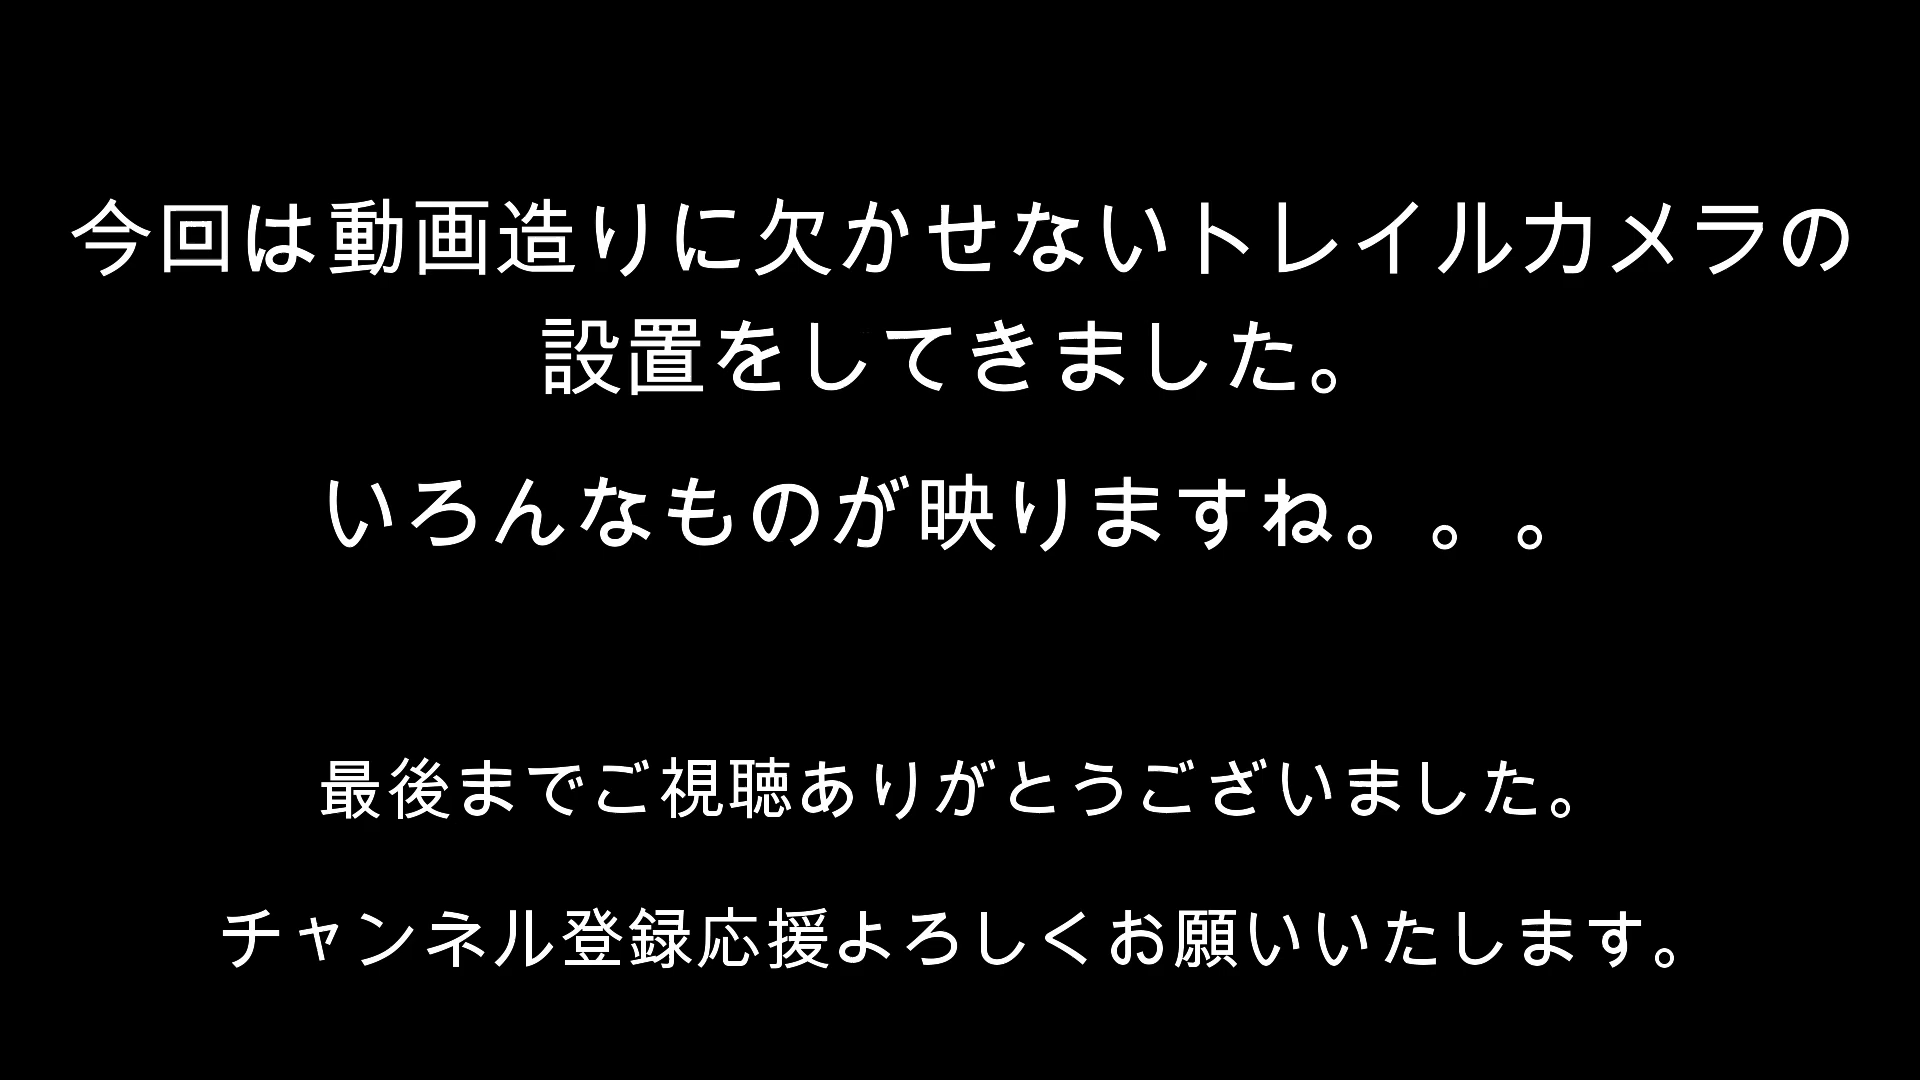 今回は動画造りに欠かせないトレイルカメラの
設置をしてきました。
いろんなものが映りますね。。。
最後までご視聴ありがとうございました。
チャンネル登録応援よろしくお願いいたします。